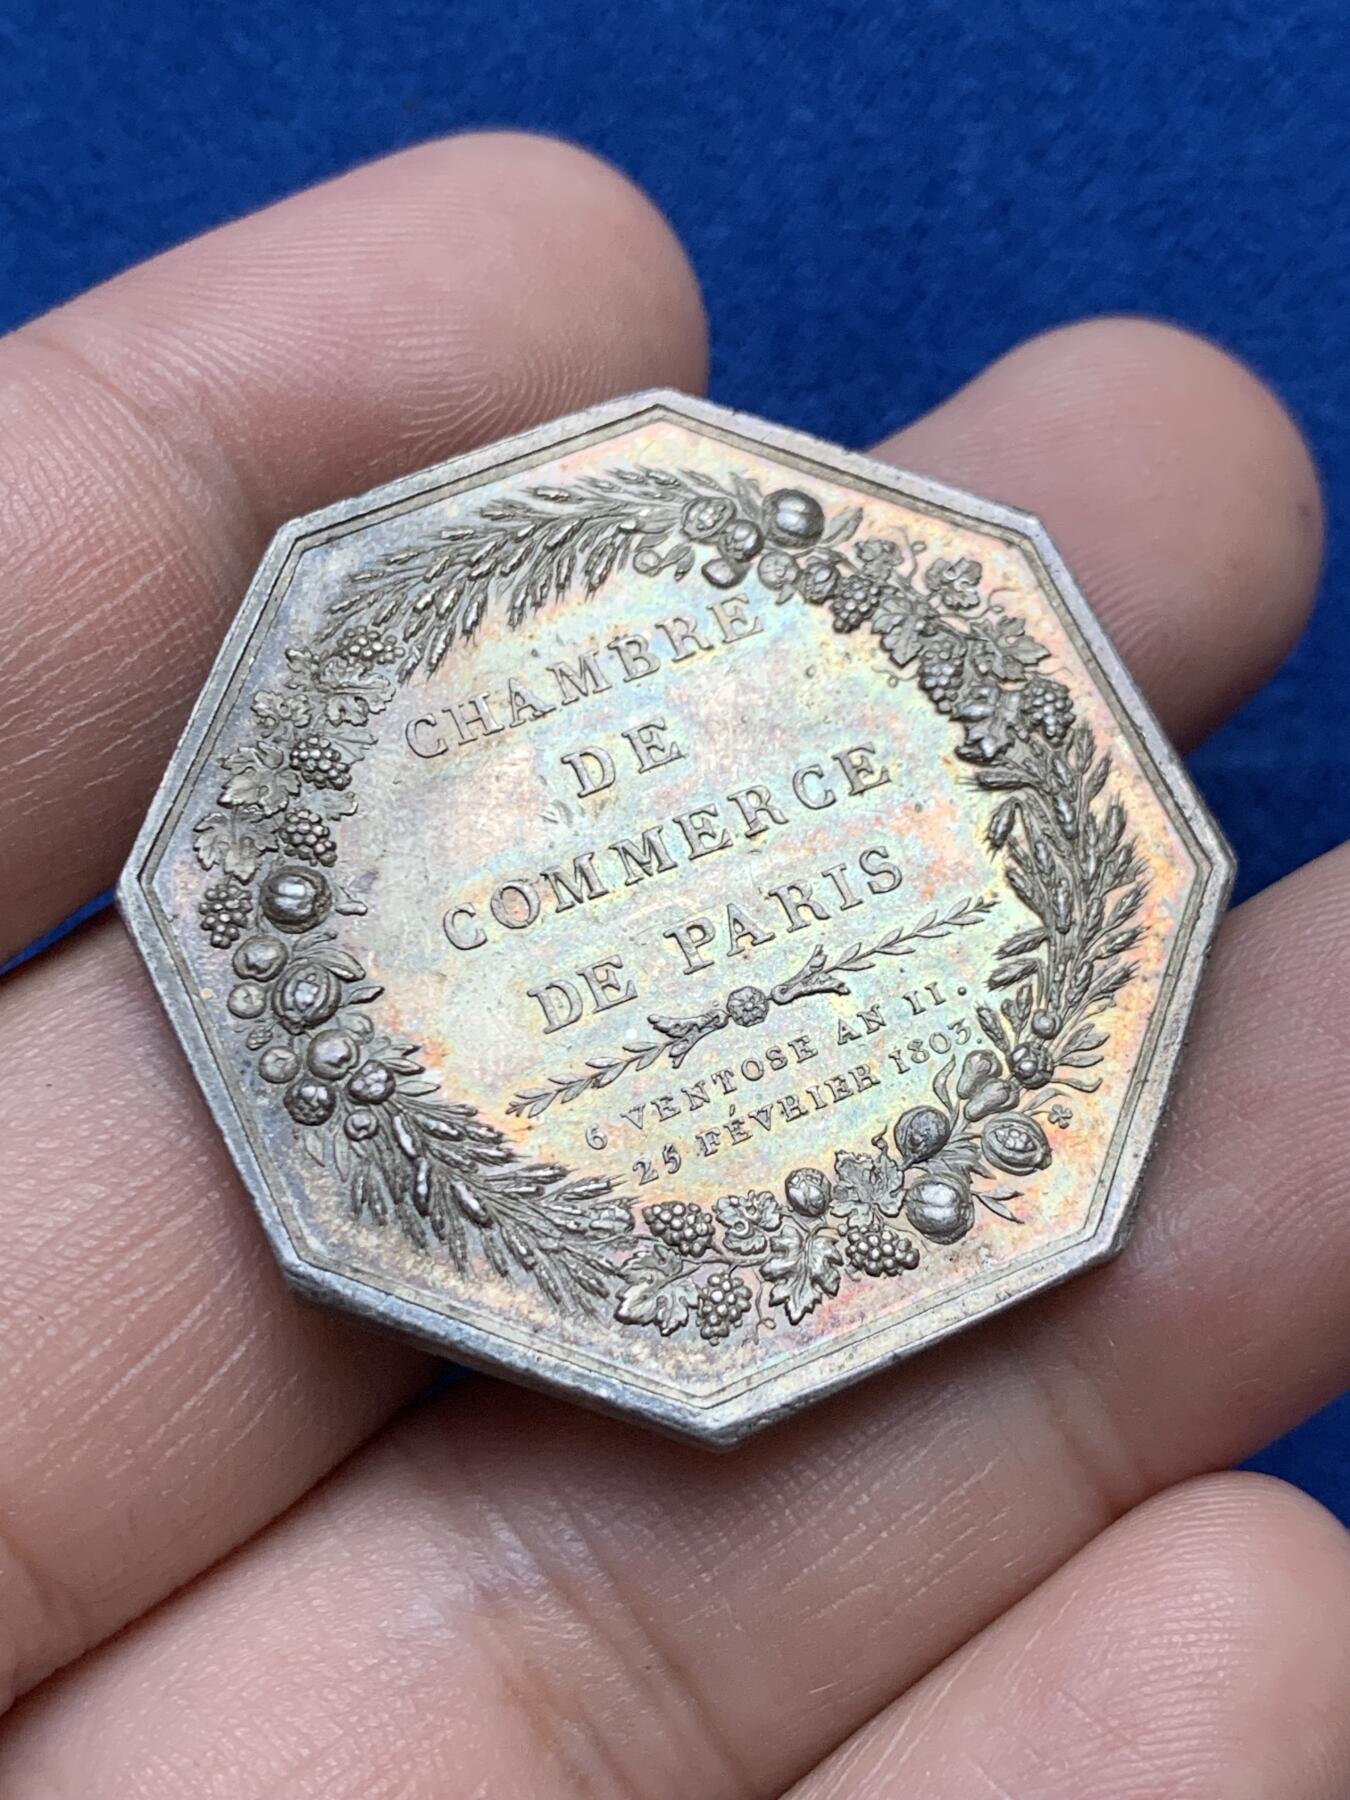 CHAMBRE
DE
COMMERCE
DE PARIS
6 VENTOSE AN 11.
25 FÉVRIER 1803.